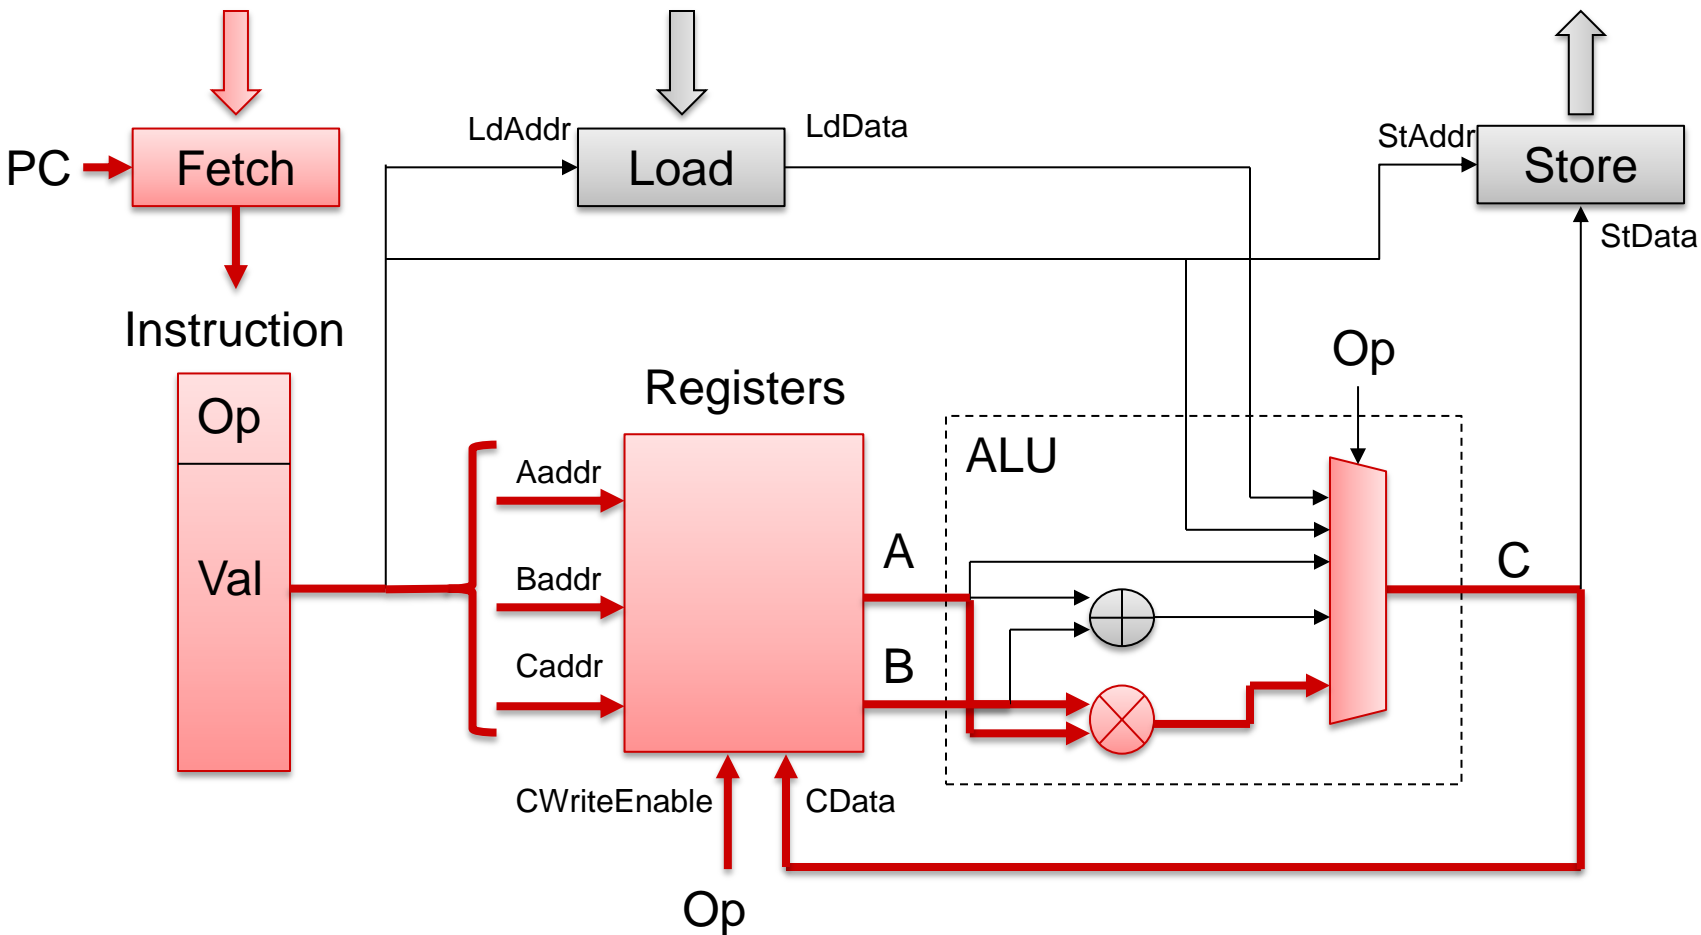 LdAddr
LdData
StAddr
PC
Fetch
Load
Store
StData
Instruction
Op
Registers
Op
ALU
Aaddr
A
C
Val
Baddr
Caddr
B
CWriteEnable
CData
Op